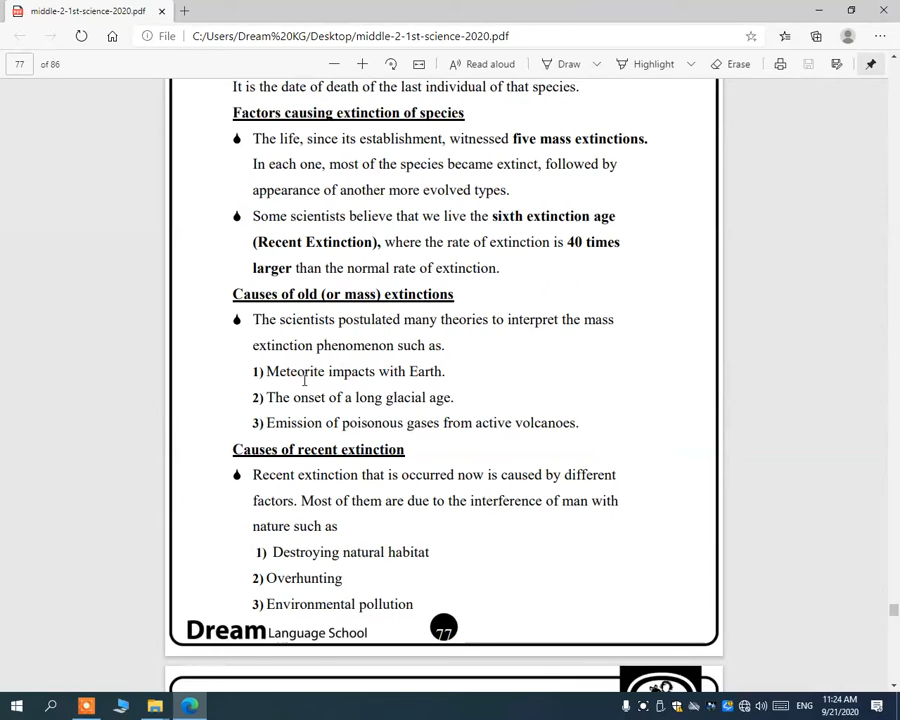 middle-2-1st-science-2020.pdf
File C:/Users/Dream%20KG/Desktop/middle-2-1st-science-2020.pdf
77 of 86 Read aloud Draw Highlight Erase
It is the date of death of the last individual of that species.
Factors causing extinction of species
The life, since its establishment, witnessed five mass extinctions.
In each one, most of the species became extinct, followed by
appearance of another more evolved types.
Some scientists believe that we live the sixth extinction age
(Recent Extinction), where the rate of extinction is 40 times
larger than the normal rate of extinction.
Causes of old (or mass) extinctions
The scientists postulated many theories to interpret the mass
extinction phenomenon such as.
1) Meteorite impacts with Earth.
2) The onset of a long glacial age.
3) Emission of poisonous gases from active volcanoes.
Causes of recent extinction
Recent extinction that is occurred now is caused by different
factors. Most of them are due to the interference of man with
nature such as
1) Destroying natural habitat
2) Overhunting
3) Environmental pollution
Dream Language School 77
ENG 11:24 AM
9/21/2020